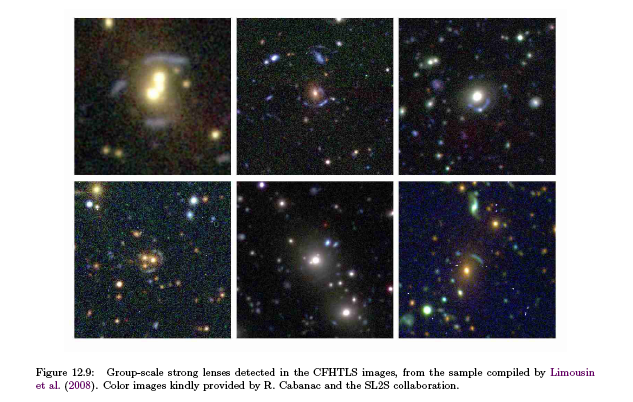 Figure 12.9: Group-scale strong lenses detected in the CFHTLS images, from the sample compiled by Limousin
et al. (2008). Color images kindly provided by R. Cabanac and the SL2S collaboration.